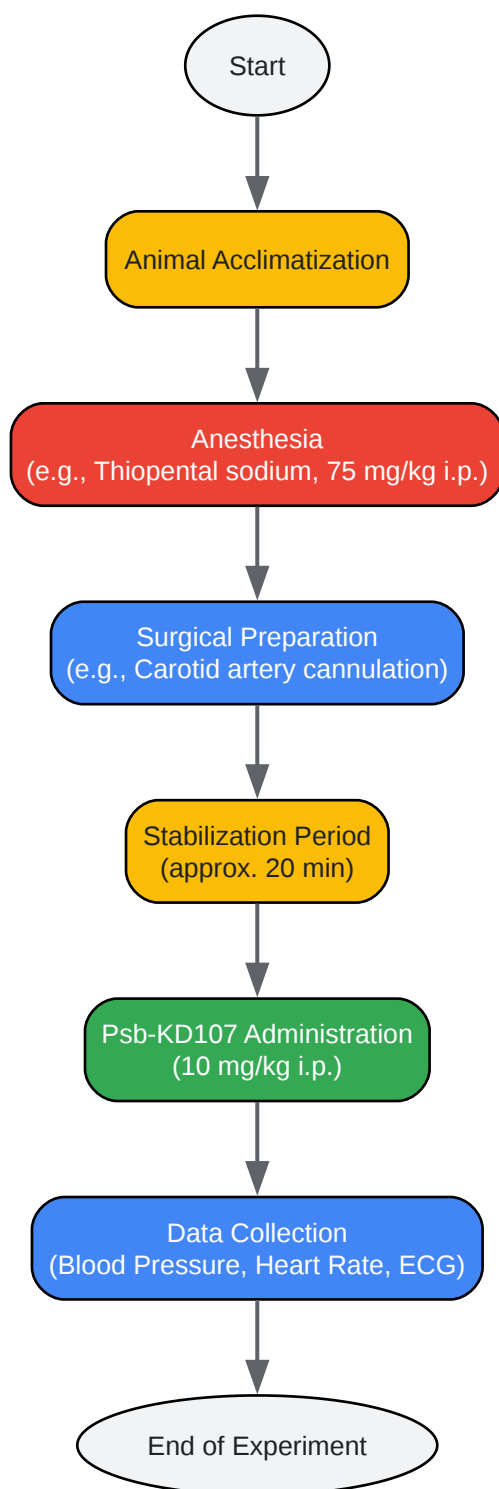 Start
Animal Acclimatization
Anesthesia
(e.g., Thiopental sodium, 75 mg/kg i.p.)
Surgical Preparation
(e.g., Carotid artery cannulation)
Stabilization Period
(approx. 20 min)
Psb-KD107 Administration
(10 mg/kg i.p.)
Data Collection
(Blood Pressure, Heart Rate, ECG)
End of Experiment